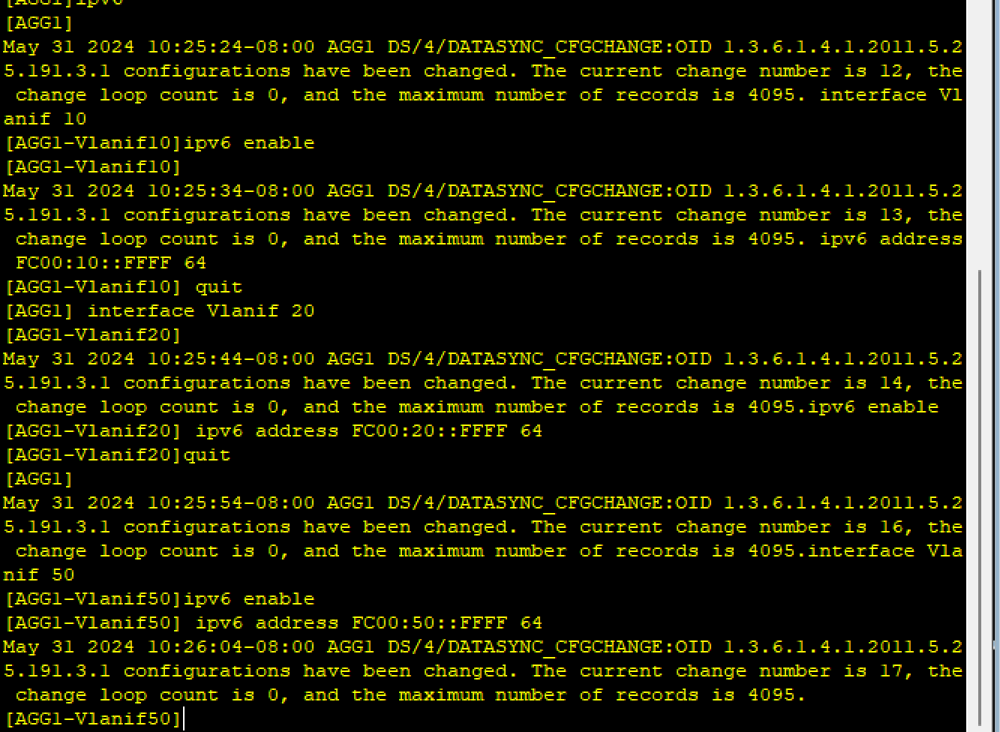 [AGG1]ipv6
[AGG1]
May 31 2024 10:25:24-08:00 AGG1 DS/4/DATASYNC_CFGCHANGE:OID 1.3.6.1.4.1.2011.5.2
5.191.3.1 configurations have been changed. The current change number is 12, the
 change loop count is 0, and the maximum number of records is 4095. interface Vl
anif 10
[AGG1-Vlanif10]ipv6 enable
[AGG1-Vlanif10]
May 31 2024 10:25:34-08:00 AGG1 DS/4/DATASYNC_CFGCHANGE:OID 1.3.6.1.4.1.2011.5.2
5.191.3.1 configurations have been changed. The current change number is 13, the
 change loop count is 0, and the maximum number of records is 4095. ipv6 address
 FC00:10::FFFF 64
[AGG1-Vlanif10] quit
[AGG1] interface Vlanif 20
[AGG1-Vlanif20]
May 31 2024 10:25:44-08:00 AGG1 DS/4/DATASYNC_CFGCHANGE:OID 1.3.6.1.4.1.2011.5.2
5.191.3.1 configurations have been changed. The current change number is 14, the
 change loop count is 0, and the maximum number of records is 4095.ipv6 enable
[AGG1-Vlanif20] ipv6 address FC00:20::FFFF 64
[AGG1-Vlanif20]quit
[AGG1]
May 31 2024 10:25:54-08:00 AGG1 DS/4/DATASYNC_CFGCHANGE:OID 1.3.6.1.4.1.2011.5.2
5.191.3.1 configurations have been changed. The current change number is 16, the
 change loop count is 0, and the maximum number of records is 4095.interface Vla
nif 50
[AGG1-Vlanif50]ipv6 enable
[AGG1-Vlanif50] ipv6 address FC00:50::FFFF 64
May 31 2024 10:26:04-08:00 AGG1 DS/4/DATASYNC_CFGCHANGE:OID 1.3.6.1.4.1.2011.5.2
5.191.3.1 configurations have been changed. The current change number is 17, the
 change loop count is 0, and the maximum number of records is 4095.
[AGG1-Vlanif50]